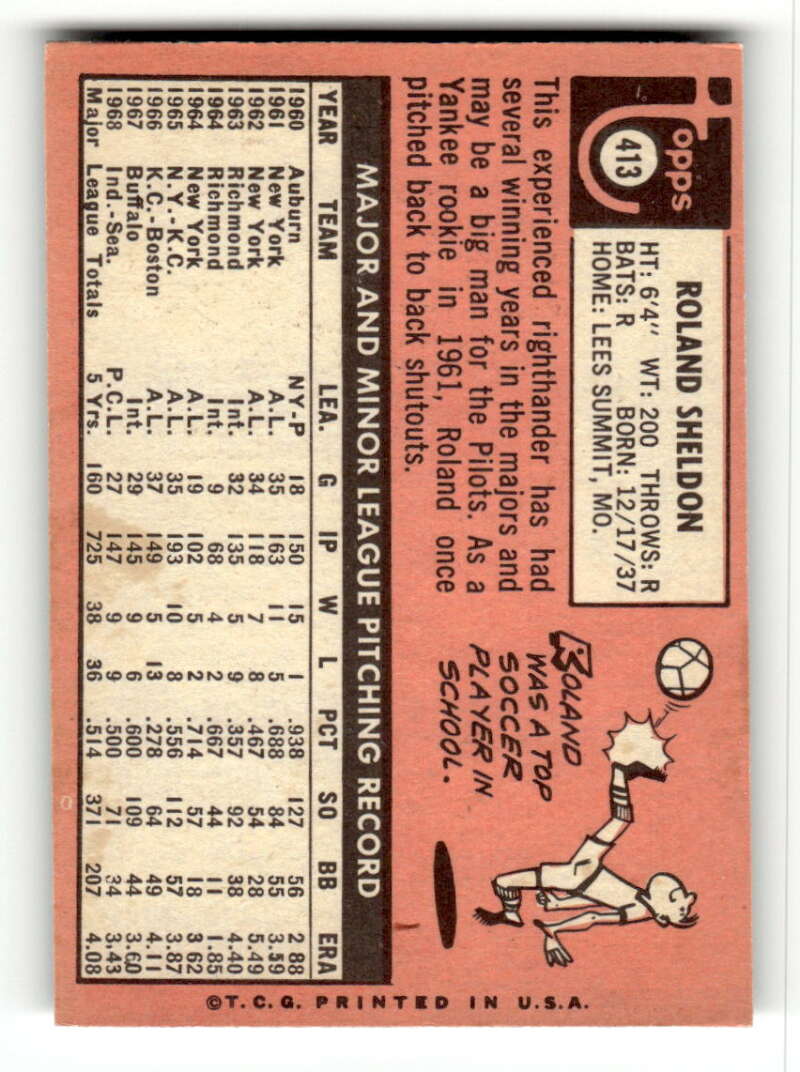 Topps
413
ROLAND SHELDON
HT: 6'4" WT: 200 THROWS: R
BATS: R BORN: 12/17/37
HOME: LEES SUMMIT, MO.
This experienced righthander has had
several winning years in the majors and
may be a big man for the Pilots. As a
Yankee rookie in 1961, Roland once
pitched back to back shutouts.
ROLAND
WAS A TOP
SOCCER
PLAYER IN
SCHOOL.
MAJOR AND MINOR LEAGUE PITCHING RECORD
YEAR TEAM LEA. G IP W L PCT SO BB ERA
1960 Auburn NY-P 18 150 15 1 .938 127 56 2.88
1961 New York A.L. 35 163 11 5 .688 84 55 3.59
1962 New York A.L. 34 118 7 8 .467 54 28 5.49
1963 Richmond Int. 32 135 5 9 .357 92 38 4.40
1964 Richmond Int. 9 68 4 2 .667 44 11 1.85
1964 New York A.L. 19 102 5 2 .714 57 18 3.62
1965 N.Y.-K.C. A.L. 35 193 10 8 .556 112 57 3.87
1966 K.C.-Boston A.L. 37 149 5 13 .278 64 49 4.11
1967 Buffalo Int. 29 145 9 6 .600 109 44 3.60
1968 Ind.-Sea. P.C.L. 27 147 9 9 .500 71 34 3.43
Major League Totals 5 Yrs. 160 725 38 36 .514 371 207 4.08
©T.C.G. PRINTED IN U.S.A.